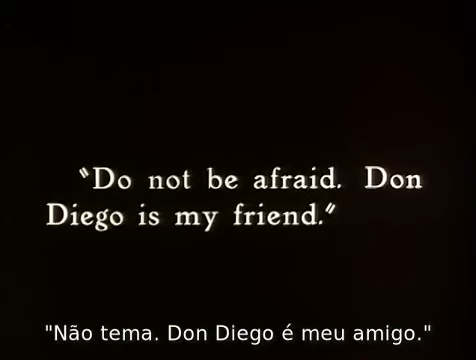 "Do not be afraid. Don
Diego is my friend."
"Não tema. Don Diego é meu amigo."